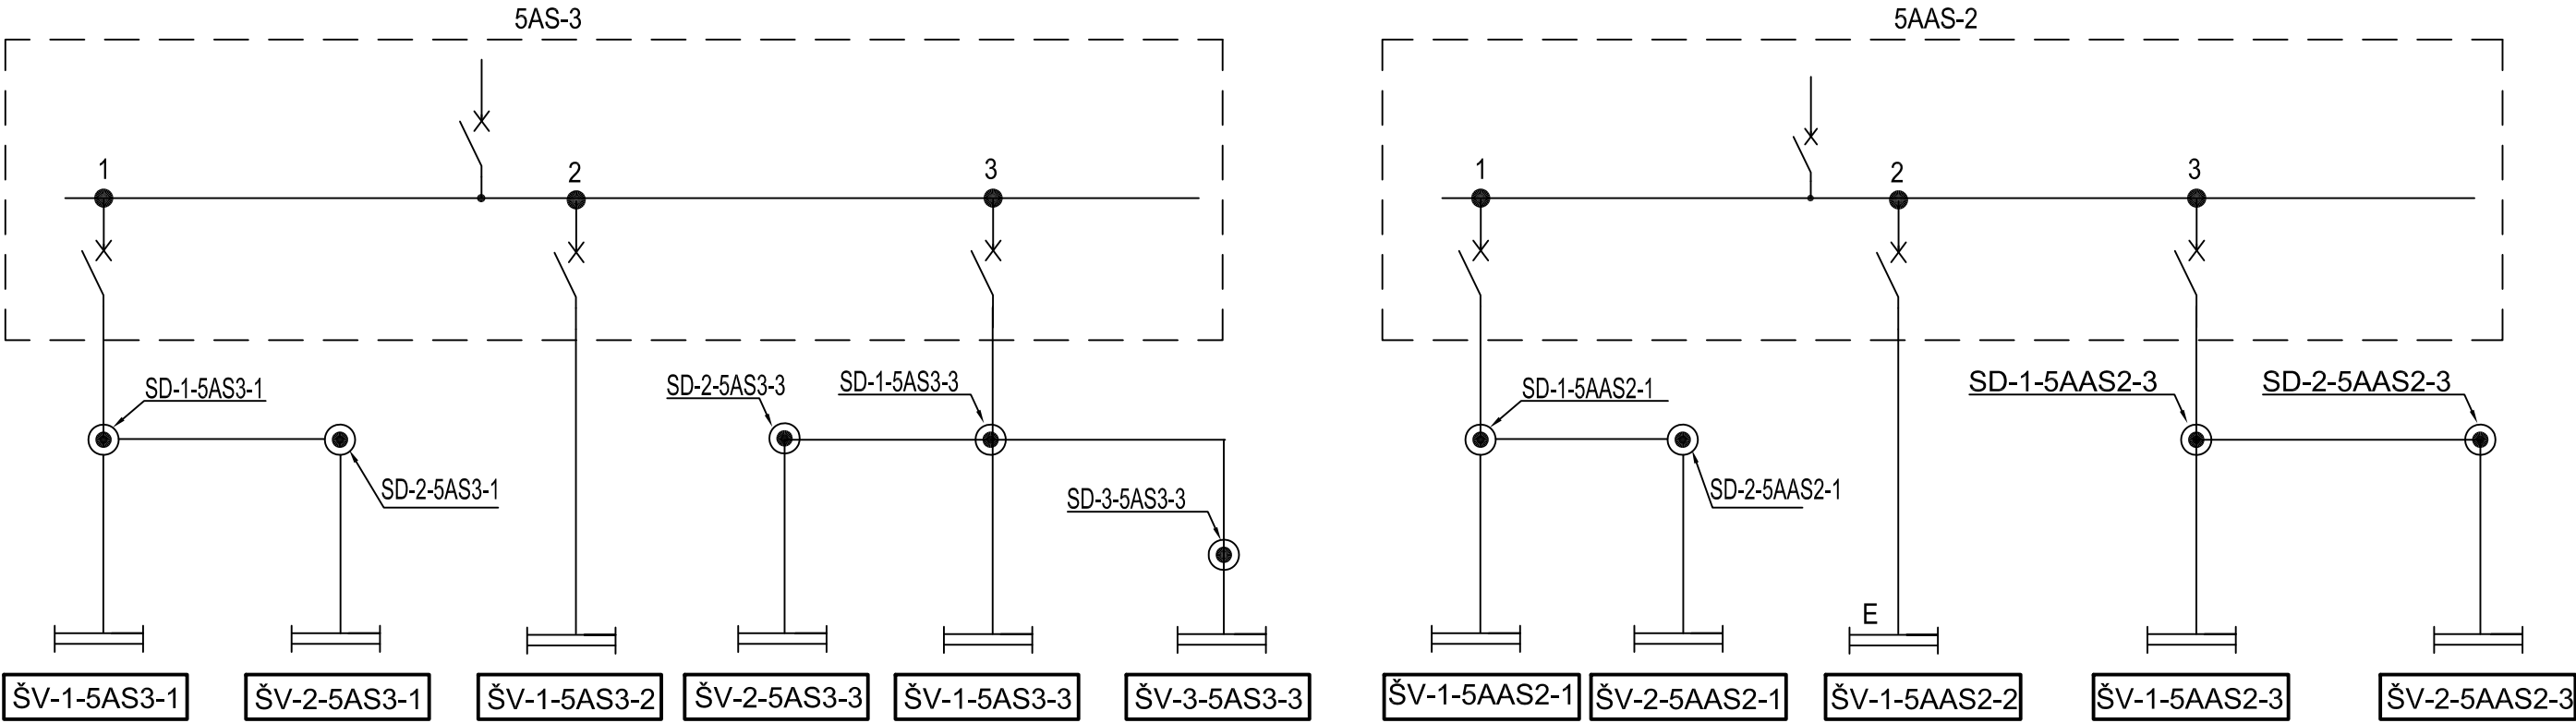 5AS-3
5AAS-2
1
2
3
1
2
3
SD-1-5AS3-1
SD-2-5AS3-3
SD-1-5AS3-3
SD-1-5AAS2-1
SD-1-5AAS2-3
SD-2-5AAS2-3
SD-2-5AS3-1
SD-3-5AS3-3
SD-2-5AAS2-1
E
ŠV-1-5AS3-1
ŠV-2-5AS3-1
ŠV-1-5AS3-2
ŠV-2-5AS3-3
ŠV-1-5AS3-3
ŠV-3-5AS3-3
ŠV-1-5AAS2-1
ŠV-2-5AAS2-1
ŠV-1-5AAS2-2
ŠV-1-5AAS2-3
ŠV-2-5AAS2-3